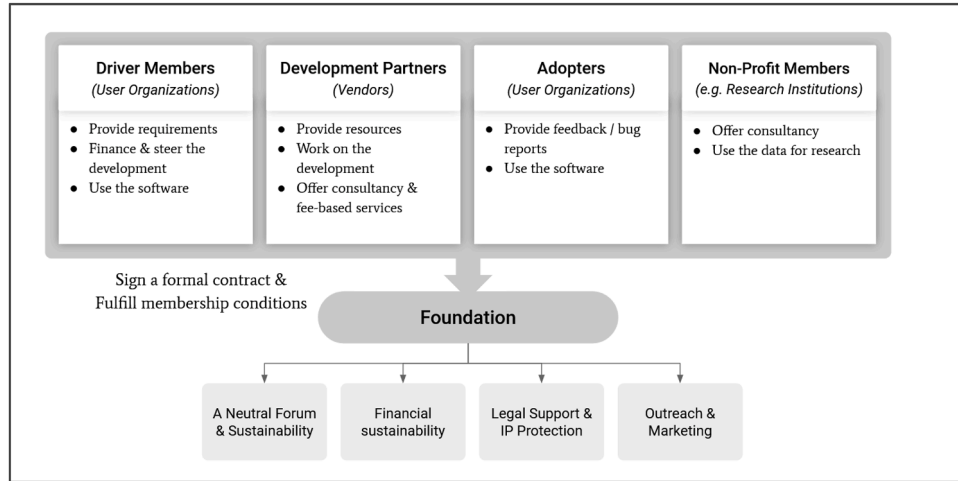 Driver Members
(User Organizations)
● Provide requirements
● Finance & steer the
development
● Use the software
Development Partners
(Vendors)
● Provide resources
● Work on the
development
● Offer consultancy &
fee-based services
Adopters
(User Organizations)
● Provide feedback / bug
reports
● Use the software
Non-Profit Members
(e.g. Research Institutions)
● Offer consultancy
● Use the data for research
Sign a formal contract &
Fulfill membership conditions
Foundation
A Neutral Forum
& Sustainability
Financial
sustainability
Legal Support &
IP Protection
Outreach &
Marketing